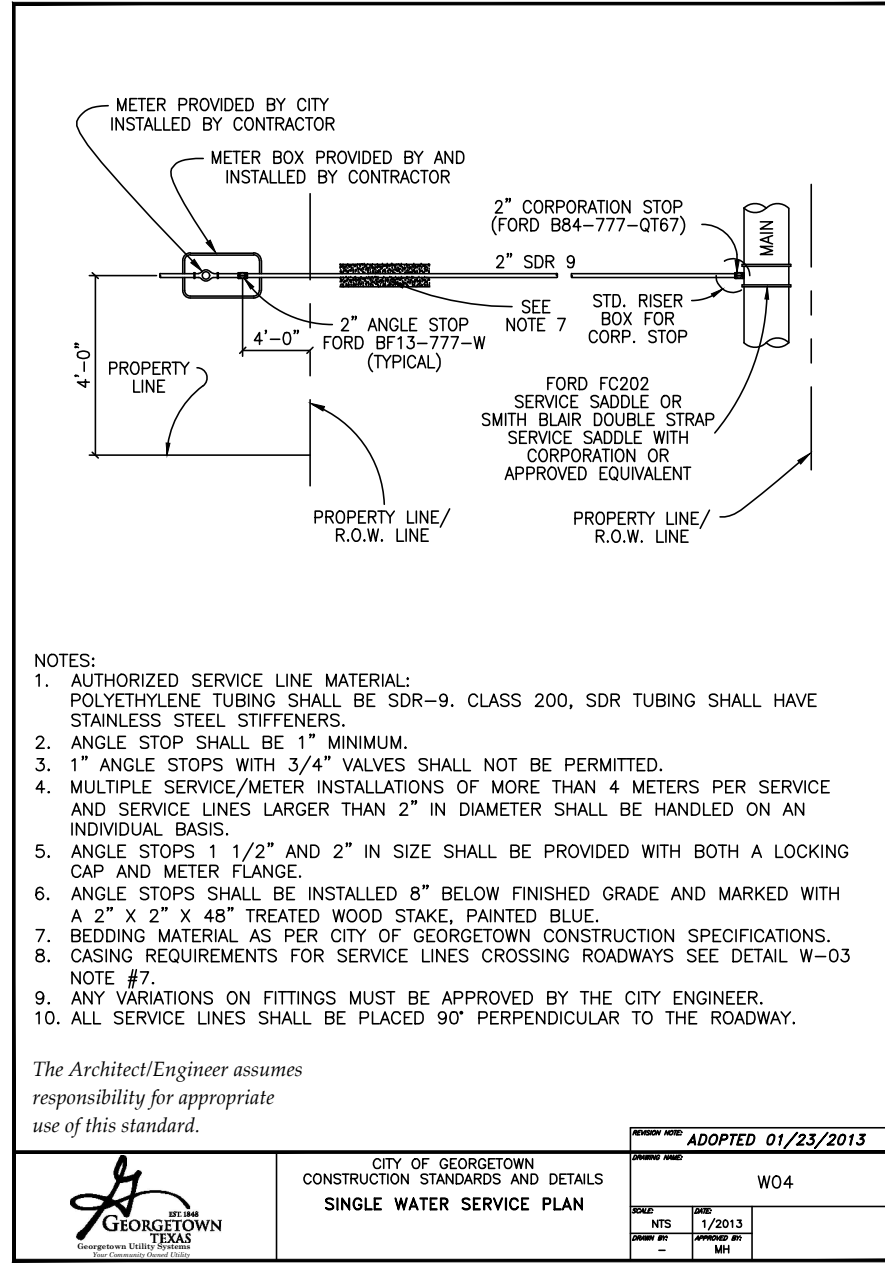 METER PROVIDED BY CITY
INSTALLED BY CONTRACTOR
METER BOX PROVIDED BY AND
INSTALLED BY CONTRACTOR
2" CORPORATION STOP
(FORD B84-777-QT67)
MAIN
2" SDR 9
SEE
NOTE 7
STD. RISER
BOX FOR
CORP. STOP
2" ANGLE STOP
FORD BF13-777-W
(TYPICAL)
4'-0"
4'-0"
PROPERTY
LINE
FORD FC202
SERVICE SADDLE OR
SMITH BLAIR DOUBLE STRAP
SERVICE SADDLE WITH
CORPORATION OR
APPROVED EQUIVALENT
PROPERTY LINE/
R.O.W. LINE
PROPERTY LINE/
R.O.W. LINE
NOTES:
1. AUTHORIZED SERVICE LINE MATERIAL:
POLYETHYLENE TUBING SHALL BE SDR-9. CLASS 200, SDR TUBING SHALL HAVE
STAINLESS STEEL STIFFENERS.
2. ANGLE STOP SHALL BE 1" MINIMUM.
3. 1" ANGLE STOPS WITH 3/4" VALVES SHALL NOT BE PERMITTED.
4. MULTIPLE SERVICE/METER INSTALLATIONS OF MORE THAN 4 METERS PER SERVICE
AND SERVICE LINES LARGER THAN 2" IN DIAMETER SHALL BE HANDLED ON AN
INDIVIDUAL BASIS.
5. ANGLE STOPS 1 1/2" AND 2" IN SIZE SHALL BE PROVIDED WITH BOTH A LOCKING
CAP AND METER FLANGE.
6. ANGLE STOPS SHALL BE INSTALLED 8" BELOW FINISHED GRADE AND MARKED WITH
A 2" X 2" X 48" TREATED WOOD STAKE, PAINTED BLUE.
7. BEDDING MATERIAL AS PER CITY OF GEORGETOWN CONSTRUCTION SPECIFICATIONS.
8. CASING REQUIREMENTS FOR SERVICE LINES CROSSING ROADWAYS SEE DETAIL W-03
NOTE #7.
9. ANY VARIATIONS ON FITTINGS MUST BE APPROVED BY THE CITY ENGINEER.
10. ALL SERVICE LINES SHALL BE PLACED 90° PERPENDICULAR TO THE ROADWAY.
The Architect/Engineer assumes
responsibility for appropriate
use of this standard.
REVISION NOTE:
ADOPTED 01/23/2013
EST. 1848
GEORGETOWN
TEXAS
Georgetown Utility Systems
Your Community Owned Utility
CITY OF GEORGETOWN
CONSTRUCTION STANDARDS AND DETAILS
SINGLE WATER SERVICE PLAN
DRAWING NAME:
W04
SCALE:
NTS
DATE:
1/2013
DRAWN BY:
-
APPROVED BY:
MH